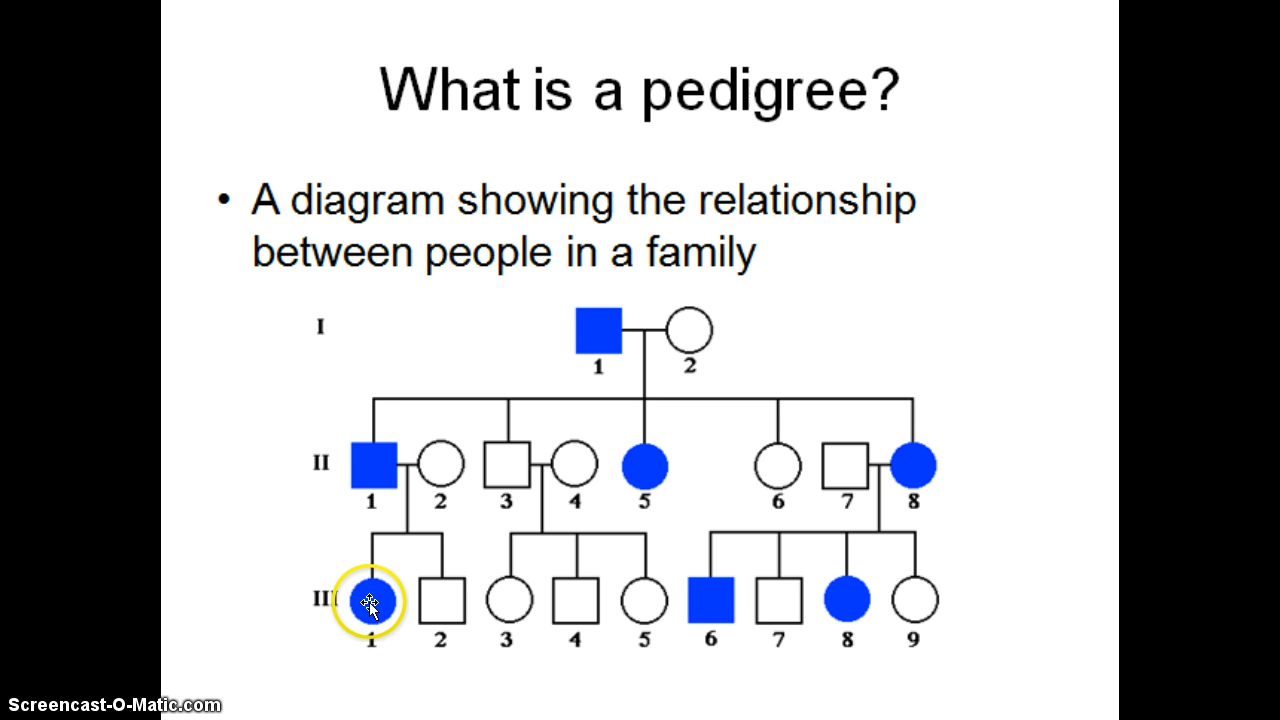 What is a pedigree?
• A diagram showing the relationship
between people in a family
I
1 2
II
1 2 3 4 5 6 7 8
III
1 2 3 4 5 6 7 8 9
Screencast-O-Matic.com